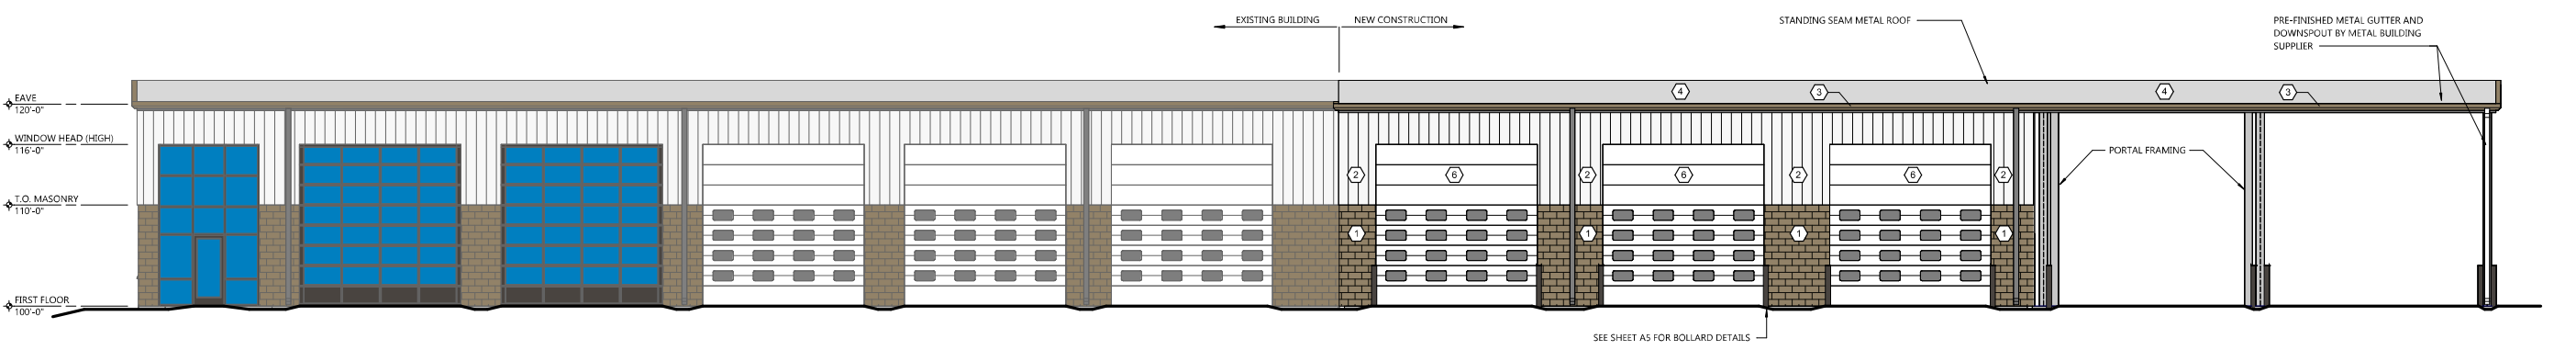 EXISTING BUILDING
NEW CONSTRUCTION
STANDING SEAM METAL ROOF
PRE-FINISHED METAL GUTTER AND
DOWNSPOUT BY METAL BUILDING
SUPPLIER
EAVE
120'-0"
4
3
4
3
WINDOW HEAD (HIGH)
116'-0"
PORTAL FRAMING
2
6
2
6
2
6
2
T.O. MASONRY
110'-0"
1
1
1
1
FIRST FLOOR
100'-0"
SEE SHEET A5 FOR BOLLARD DETAILS